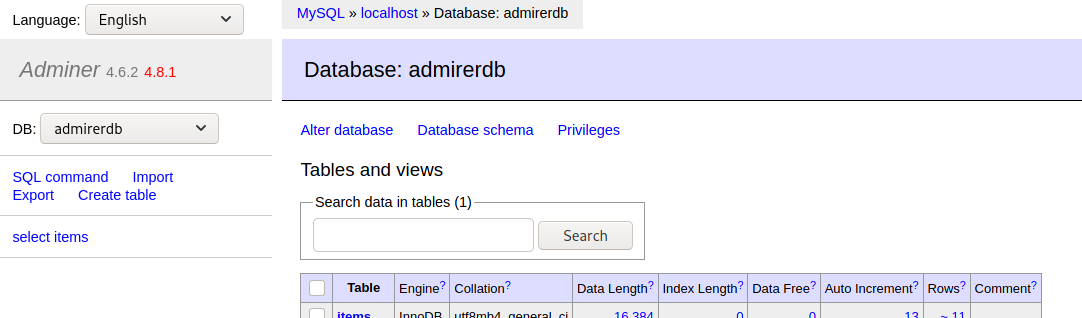 Language: English
MySQL » localhost » Database: admirerdb
Adminer 4.6.2 4.8.1
Database: admirerdb
DB: admirerdb
Alter database Database schema Privileges
SQL command Import
Export Create table
select items
Tables and views
Search data in tables (1)
Search
Table Engine? Collation? Data Length? Index Length? Data Free? Auto Increment? Rows? Comment?
items InnoDB utf8mb4_general_ci 16,384 0 0 13 ~ 11